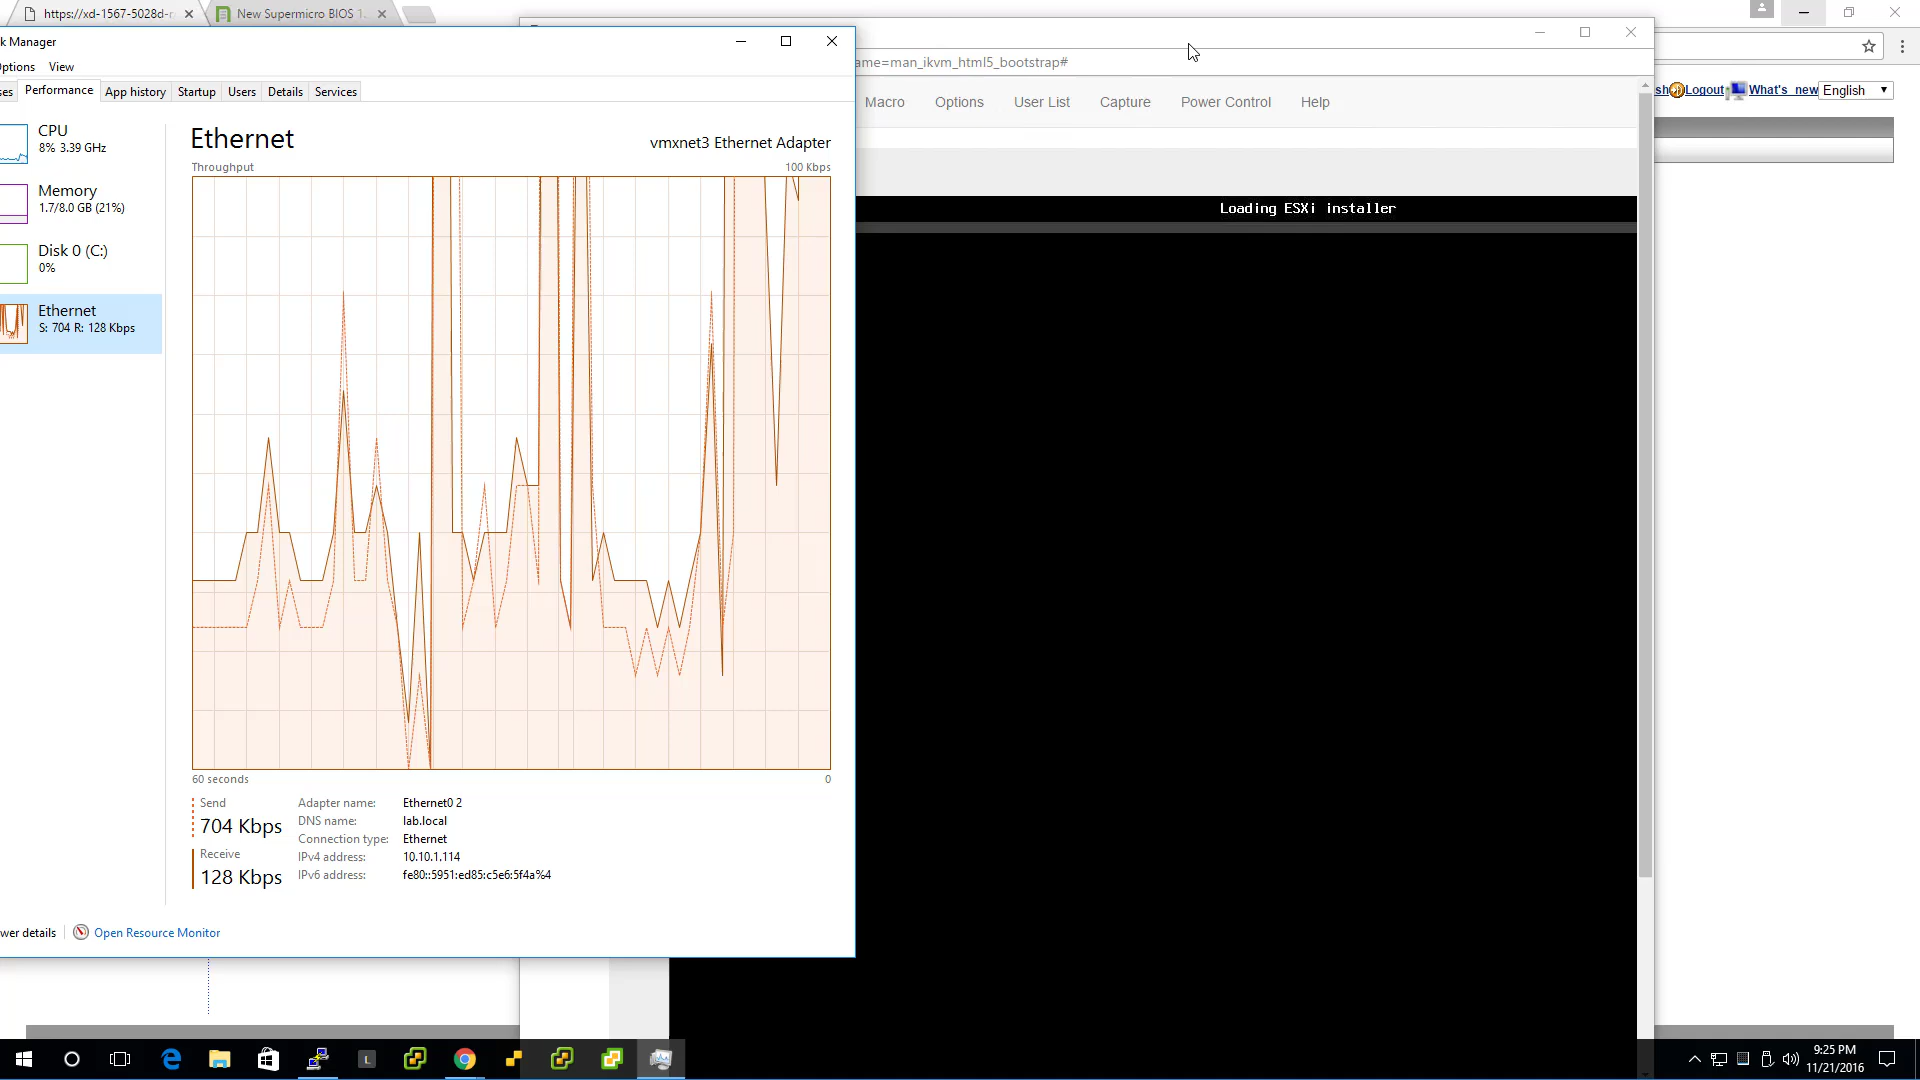 https://xd-1567-5028d-r
New Supermicro BIOS 1.
k Manager
ptions View
ses Performance App history Startup Users Details Services
CPU
8% 3.39 GHz
Memory
1.7/8.0 GB (21%)
Disk 0 (C:)
0%
Ethernet
S: 704 R: 128 Kbps
Ethernet
vmxnet3 Ethernet Adapter
Throughput
100 Kbps
60 seconds
0
Send
704 Kbps
Receive
128 Kbps
Adapter name: Ethernet0 2
DNS name: lab.local
Connection type: Ethernet
IPv4 address: 10.10.1.114
IPv6 address: fe80::5951:ed85:c5e6:5f4a%4
wer details
Open Resource Monitor
ame=man_ikvm_html5_bootstrap#
Macro Options User List Capture Power Control Help
Loading ESXi installer
sh Logout What's new English
L
9:25 PM
11/21/2016